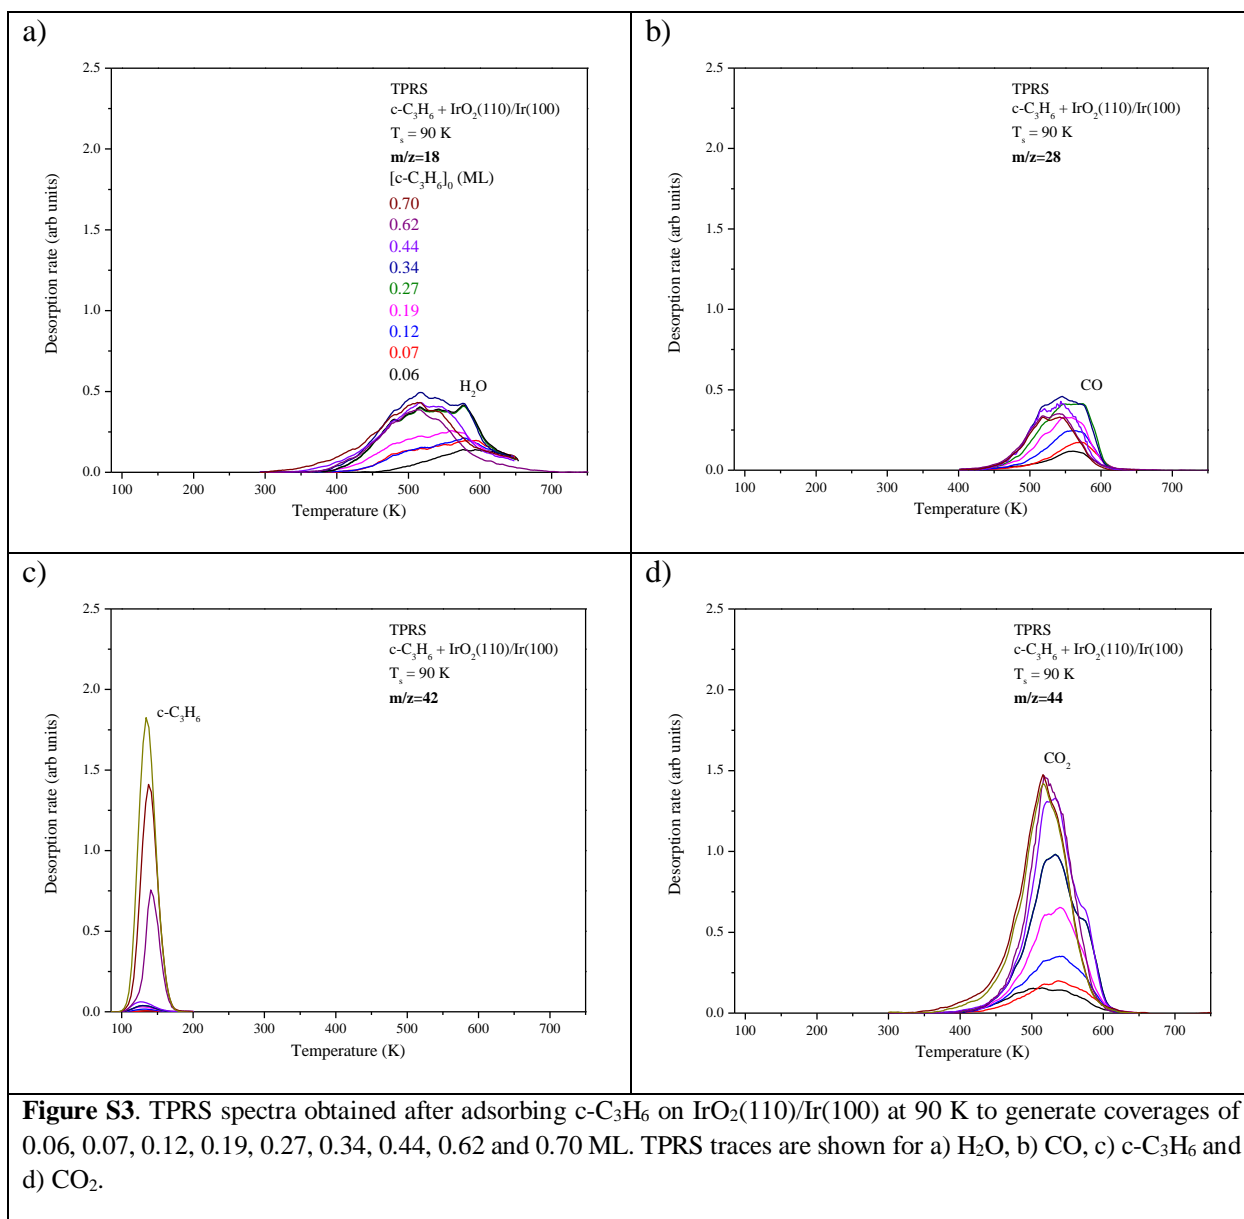 a)
2.5
2.0
1.5
1.0
0.5
0.0
Desorption rate (arb units)
TPRS
c-C₃H₆ + IrO₂(110)/Ir(100)
Tₛ = 90 K
m/z=18
[c-C₃H₆]₀ (ML)
0.70
0.62
0.44
0.34
0.27
0.19
0.12
0.07
0.06
H₂O
100 200 300 400 500 600 700
Temperature (K)
b)
2.5
2.0
1.5
1.0
0.5
0.0
Desorption rate (arb units)
TPRS
c-C₃H₆ + IrO₂(110)/Ir(100)
Tₛ = 90 K
m/z=28
CO
100 200 300 400 500 600 700
Temperature (K)
c)
2.5
2.0
1.5
1.0
0.5
0.0
Desorption rate (arb units)
TPRS
c-C₃H₆ + IrO₂(110)/Ir(100)
Tₛ = 90 K
m/z=42
c-C₃H₆
100 200 300 400 500 600 700
Temperature (K)
d)
2.5
2.0
1.5
1.0
0.5
0.0
Desorption rate (arb units)
TPRS
c-C₃H₆ + IrO₂(110)/Ir(100)
Tₛ = 90 K
m/z=44
CO₂
100 200 300 400 500 600 700
Temperature (K)
Figure S3. TPRS spectra obtained after adsorbing c-C₃H₆ on IrO₂(110)/Ir(100) at 90 K to generate coverages of
0.06, 0.07, 0.12, 0.19, 0.27, 0.34, 0.44, 0.62 and 0.70 ML. TPRS traces are shown for a) H₂O, b) CO, c) c-C₃H₆ and
d) CO₂.